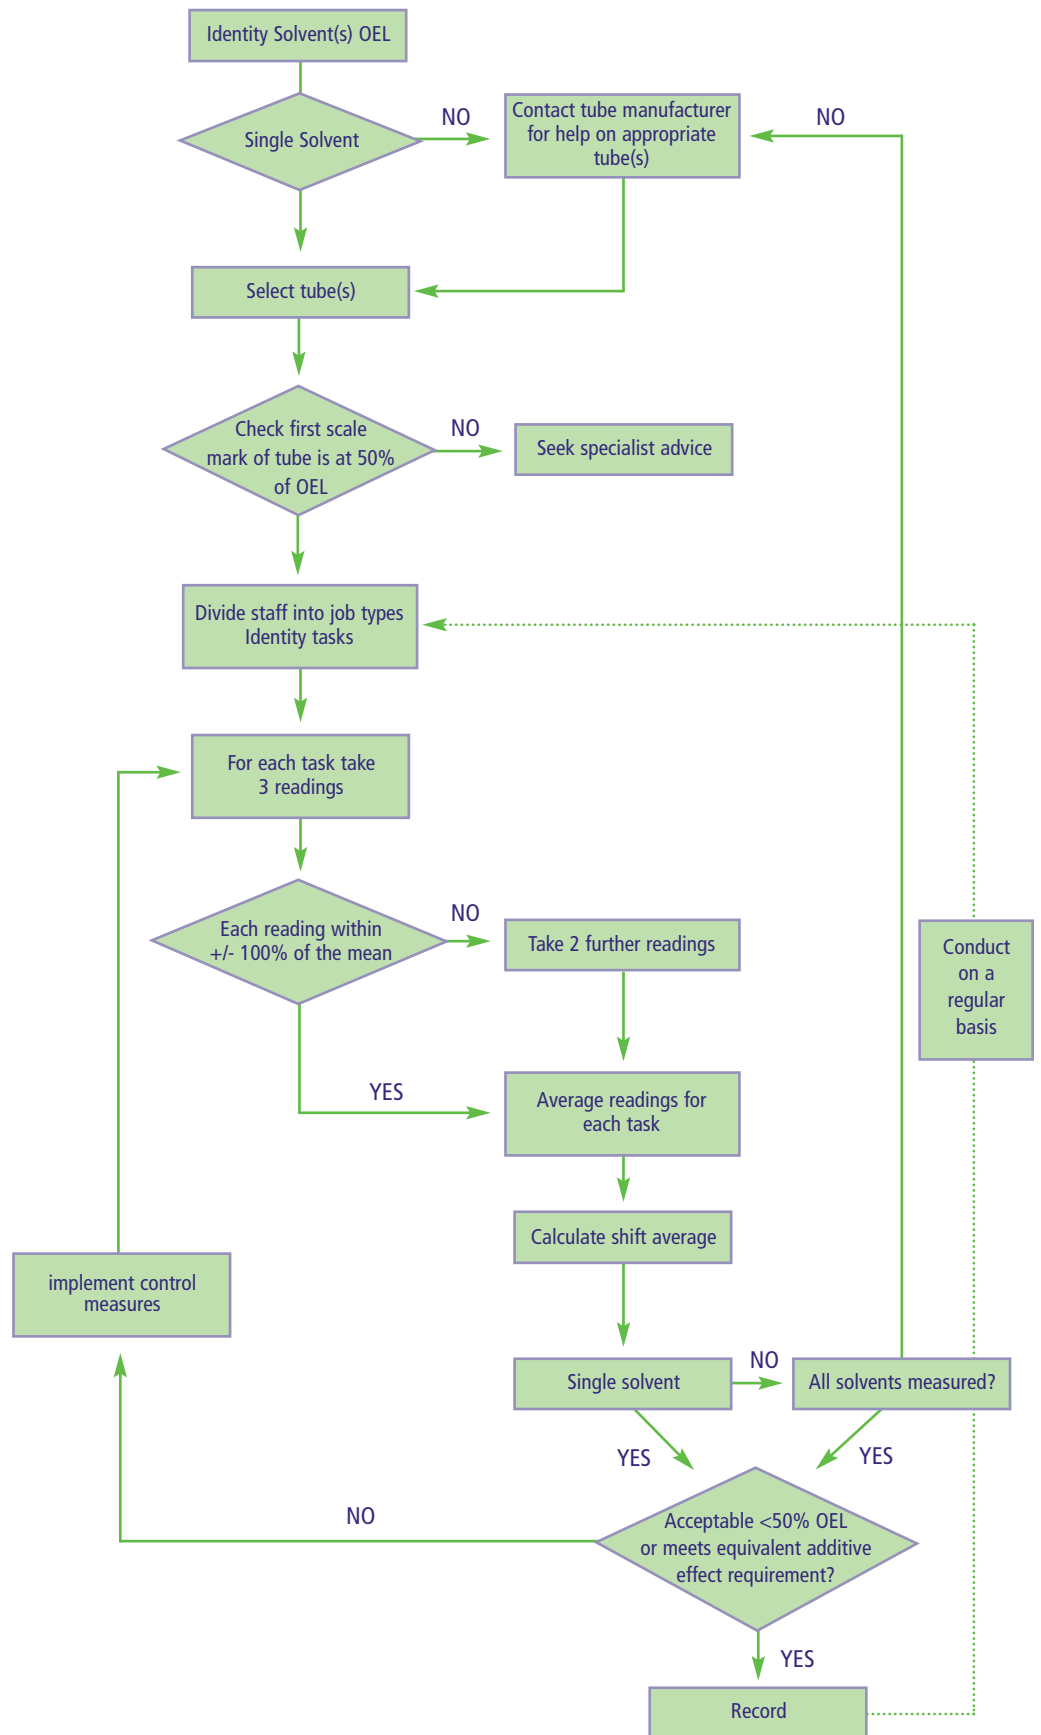 Identity Solvent(s) OEL
Single Solvent
NO
Contact tube manufacturer
for help on appropriate
tube(s)
NO
Select tube(s)
Check first scale
mark of tube is at 50%
of OEL
NO
Seek specialist advice
Divide staff into job types
Identity tasks
For each task take
3 readings
Each reading within
+/- 100% of the mean
NO
Take 2 further readings
Conduct
on a
regular
basis
YES
Average readings for
each task
Calculate shift average
implement control
measures
Single solvent
NO
All solvents measured?
YES
YES
NO
Acceptable <50% OEL
or meets equivalent additive
effect requirement?
YES
Record